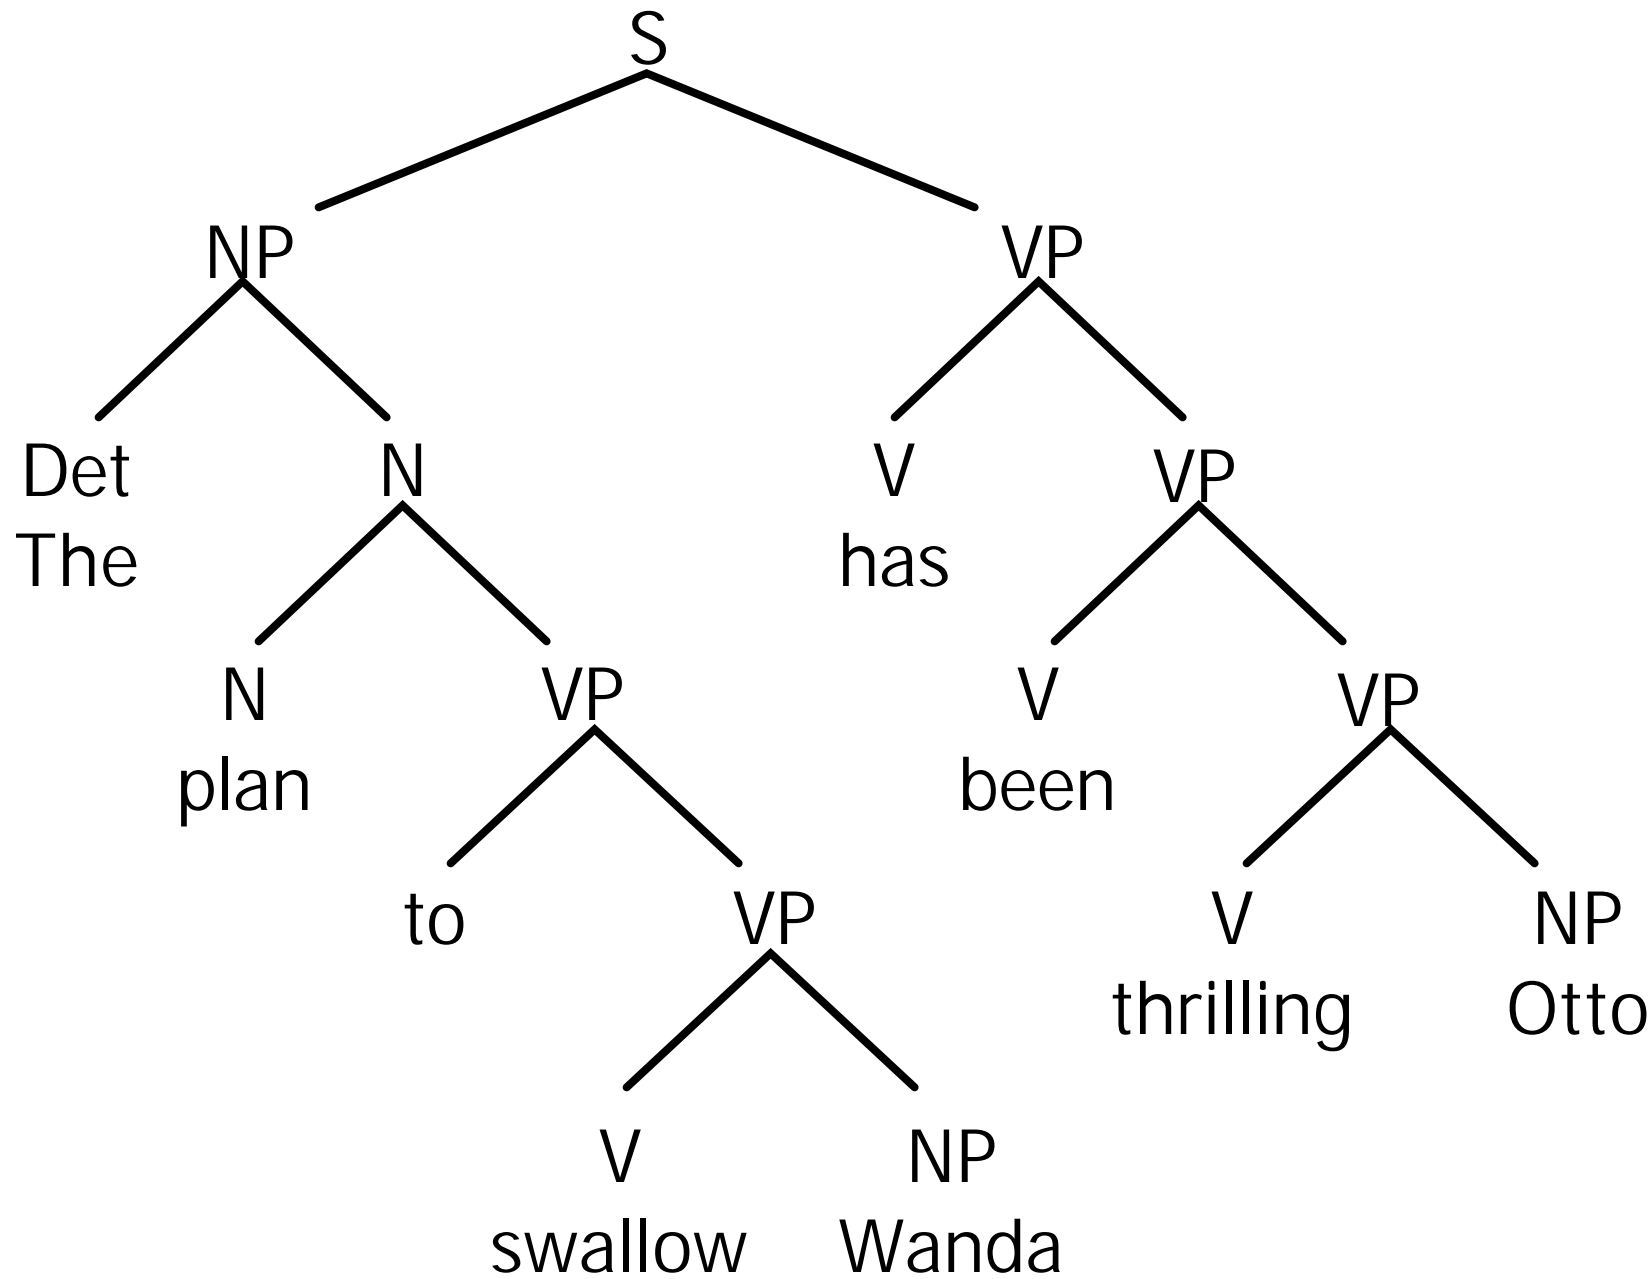 S
NP VP
Det N V VP
The has
N VP V VP
plan been
to VP V NP
thrilling Otto
V NP
swallow Wanda